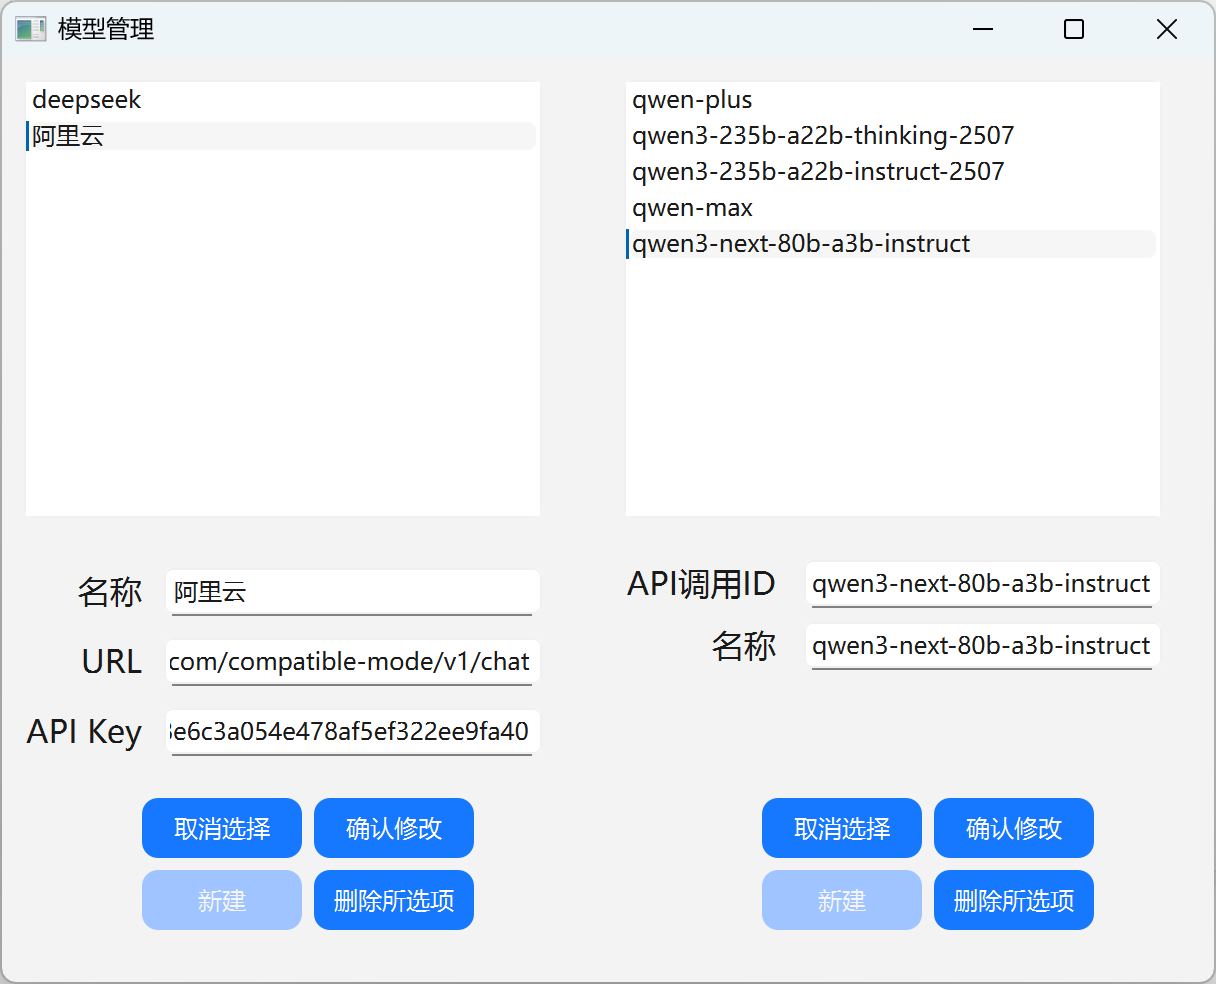 模型管理
deepseek
阿里云
qwen-plus
qwen3-235b-a22b-thinking-2507
qwen3-235b-a22b-instruct-2507
qwen-max
qwen3-next-80b-a3b-instruct
名称 阿里云
URL com/compatible-mode/v1/chat
API Key e6c3a054e478af5ef322ee9fa40
取消选择 确认修改
新建 删除所选项
API调用ID qwen3-next-80b-a3b-instruct
名称 qwen3-next-80b-a3b-instruct
取消选择 确认修改
新建 删除所选项